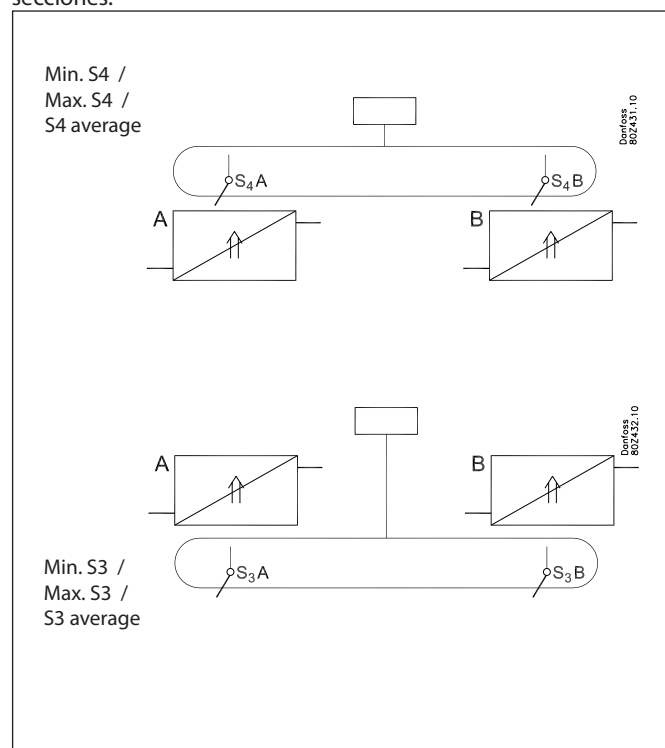 secciones.
Min. S4 /
Max. S4 /
S4 average
Danfoss
80Z431.10
S4A
S4B
A
B
Danfoss
80Z432.10
A
B
Min. S3 /
Max. S3 /
S3 average
S3A
S3B